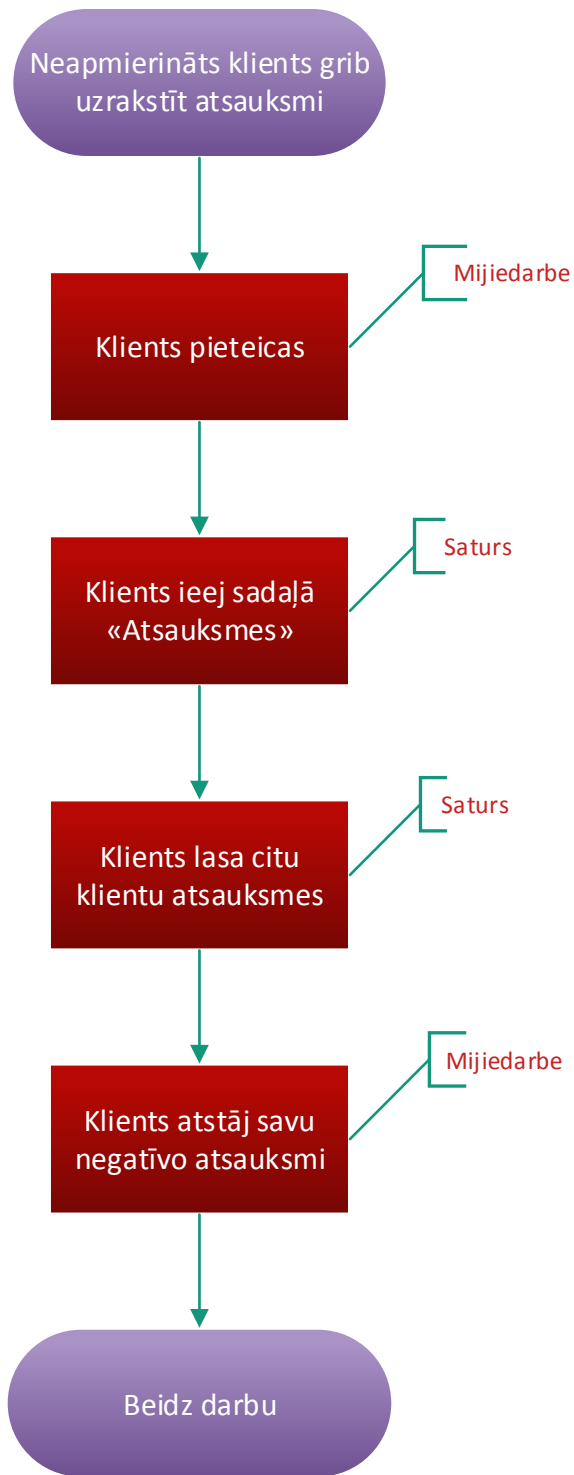 Neapmierināts klients grib
uzrakstīt atsauksmi
Mijiedarbe
Klients pieteicas
Saturs
Klients ieej sadaļā
«Atsauksmes»
Saturs
Klients lasa citu
klientu atsauksmes
Mijiedarbe
Klients atstāj savu
negatīvo atsauksmi
Beidz darbu